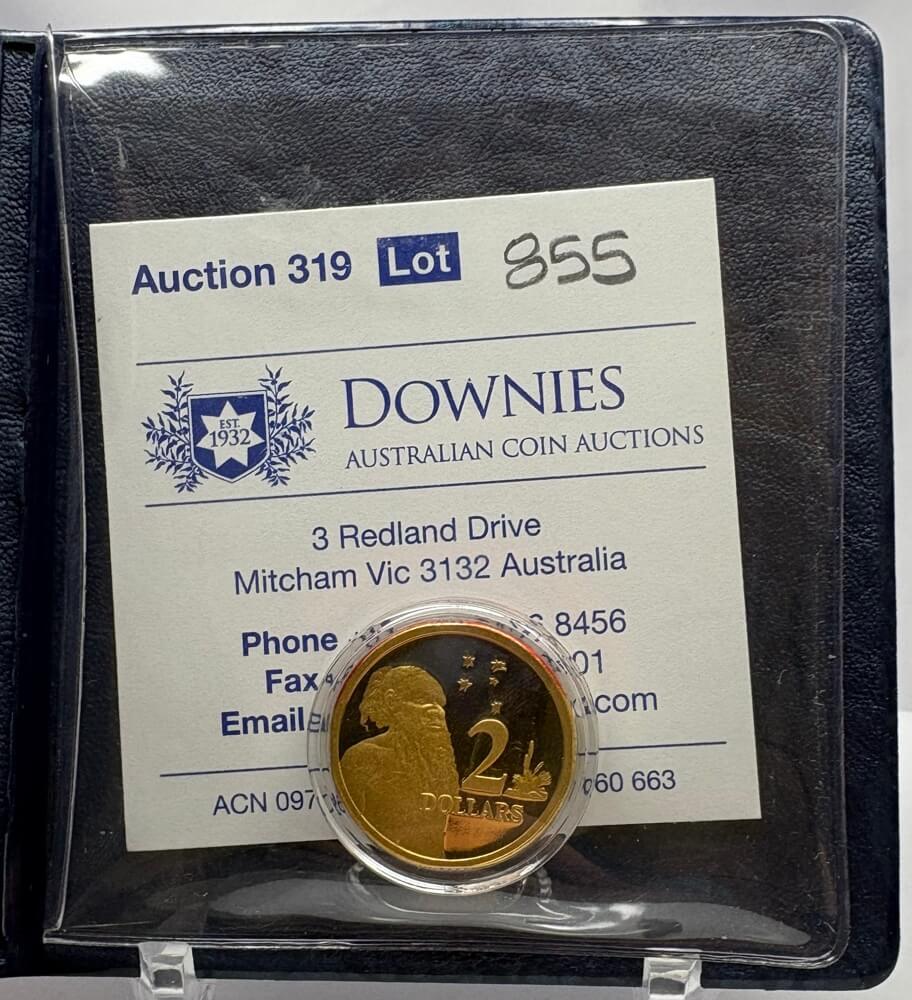 Auction 319 Lot 855
EST.
1932
DOWNIES
AUSTRALIAN COIN AUCTIONS
3 Redland Drive
Mitcham Vic 3132 Australia
Phone 8456
Fax 01
Email .com
ACN 097 060 663
2
DOLLARS